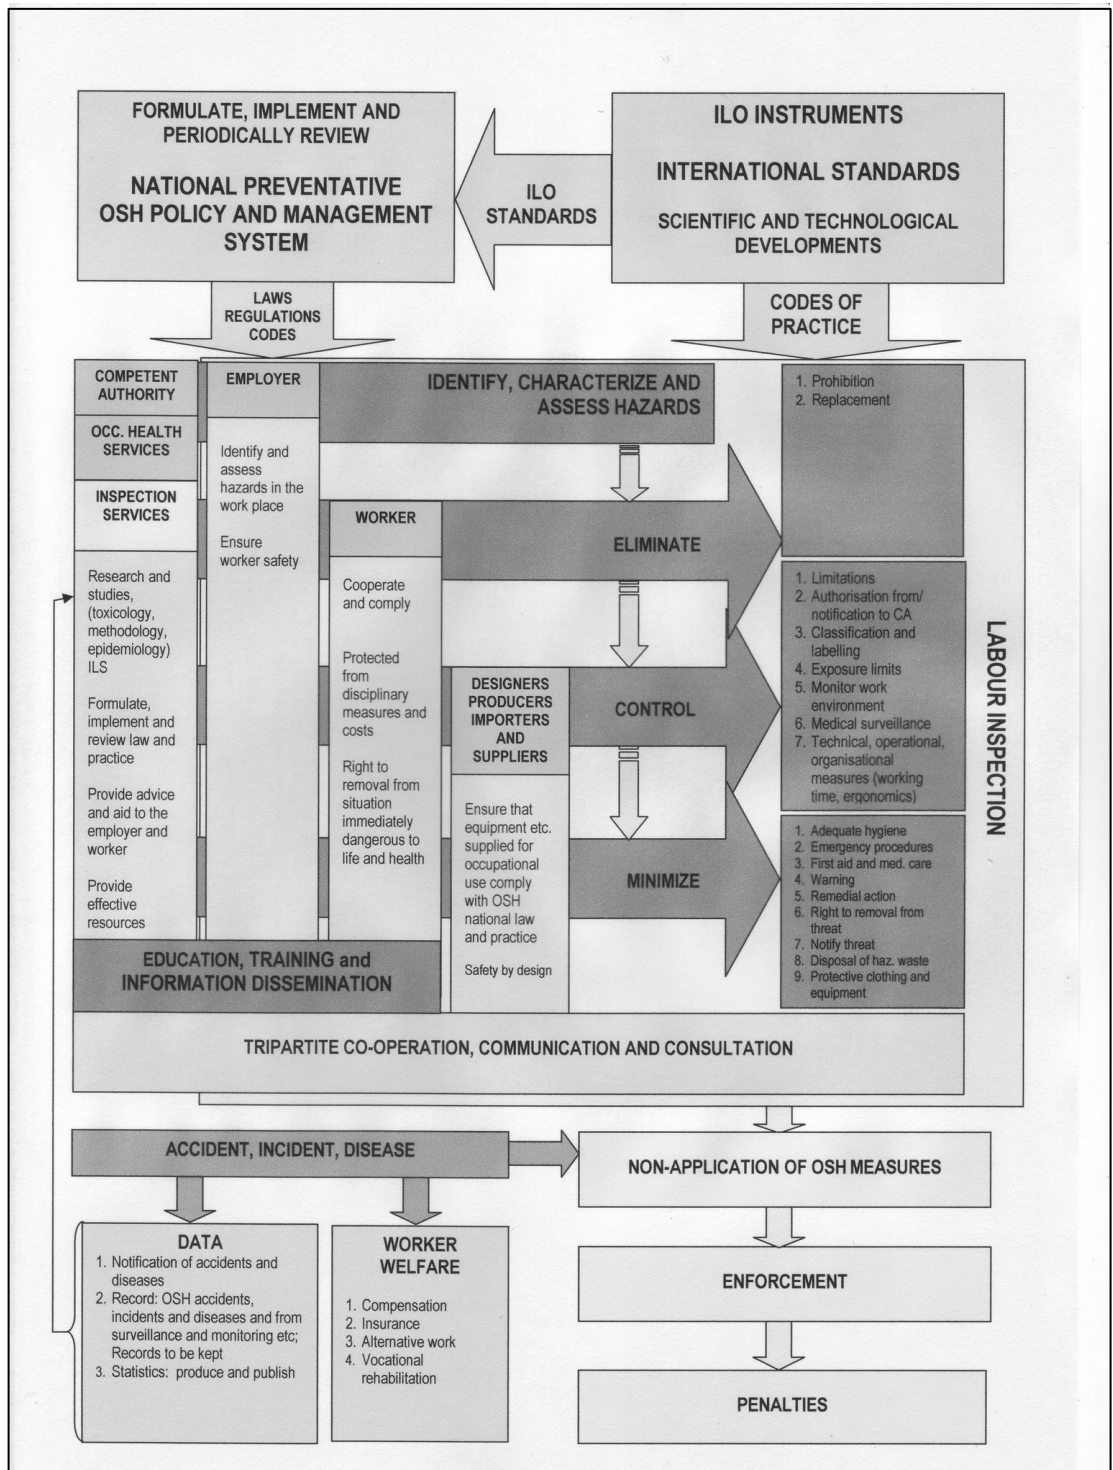 FORMULATE, IMPLEMENT AND
PERIODICALLY REVIEW
NATIONAL PREVENTATIVE
OSH POLICY AND MANAGEMENT
SYSTEM
ILO
STANDARDS
ILO INSTRUMENTS
INTERNATIONAL STANDARDS
SCIENTIFIC AND TECHNOLOGICAL
DEVELOPMENTS
LAWS
REGULATIONS
CODES
CODES OF
PRACTICE
COMPETENT
AUTHORITY
OCC. HEALTH
SERVICES
INSPECTION
SERVICES
Research and
studies,
(toxicology,
methodology,
epidemiology)
ILS
Formulate,
implement and
review law and
practice
Provide advice
and aid to the
employer and
worker
Provide
effective
resources
EMPLOYER
Identify and
assess
hazards in the
work place
Ensure
worker safety
WORKER
Cooperate
and comply
Protected
from
disciplinary
measures and
costs
Right to
removal from
situation
immediately
dangerous to
life and health
DESIGNERS
PRODUCERS
IMPORTERS
AND
SUPPLIERS
Ensure that
equipment etc.
supplied for
occupational
use comply
with OSH
national law
and practice
Safety by design
IDENTIFY, CHARACTERIZE AND
ASSESS HAZARDS
ELIMINATE
CONTROL
MINIMIZE
1. Prohibition
2. Replacement
1. Limitations
2. Authorisation from/
notification to CA
3. Classification and
labelling
4. Exposure limits
5. Monitor work
environment
6. Medical surveillance
7. Technical, operational,
organisational
measures (working
time, ergonomics)
1. Adequate hygiene
2. Emergency procedures
3. First aid and med. care
4. Warning
5. Remedial action
6. Right to removal from
threat
7. Notify threat
8. Disposal of haz. waste
9. Protective clothing and
equipment
LABOUR INSPECTION
EDUCATION, TRAINING and
INFORMATION DISSEMINATION
TRIPARTITE CO-OPERATION, COMMUNICATION AND CONSULTATION
ACCIDENT, INCIDENT, DISEASE
NON-APPLICATION OF OSH MEASURES
DATA
1. Notification of accidents and
diseases
2. Record: OSH accidents,
incidents and diseases and from
surveillance and monitoring etc;
Records to be kept
3. Statistics: produce and publish
WORKER
WELFARE
1. Compensation
2. Insurance
3. Alternative work
4. Vocational
rehabilitation
ENFORCEMENT
PENALTIES